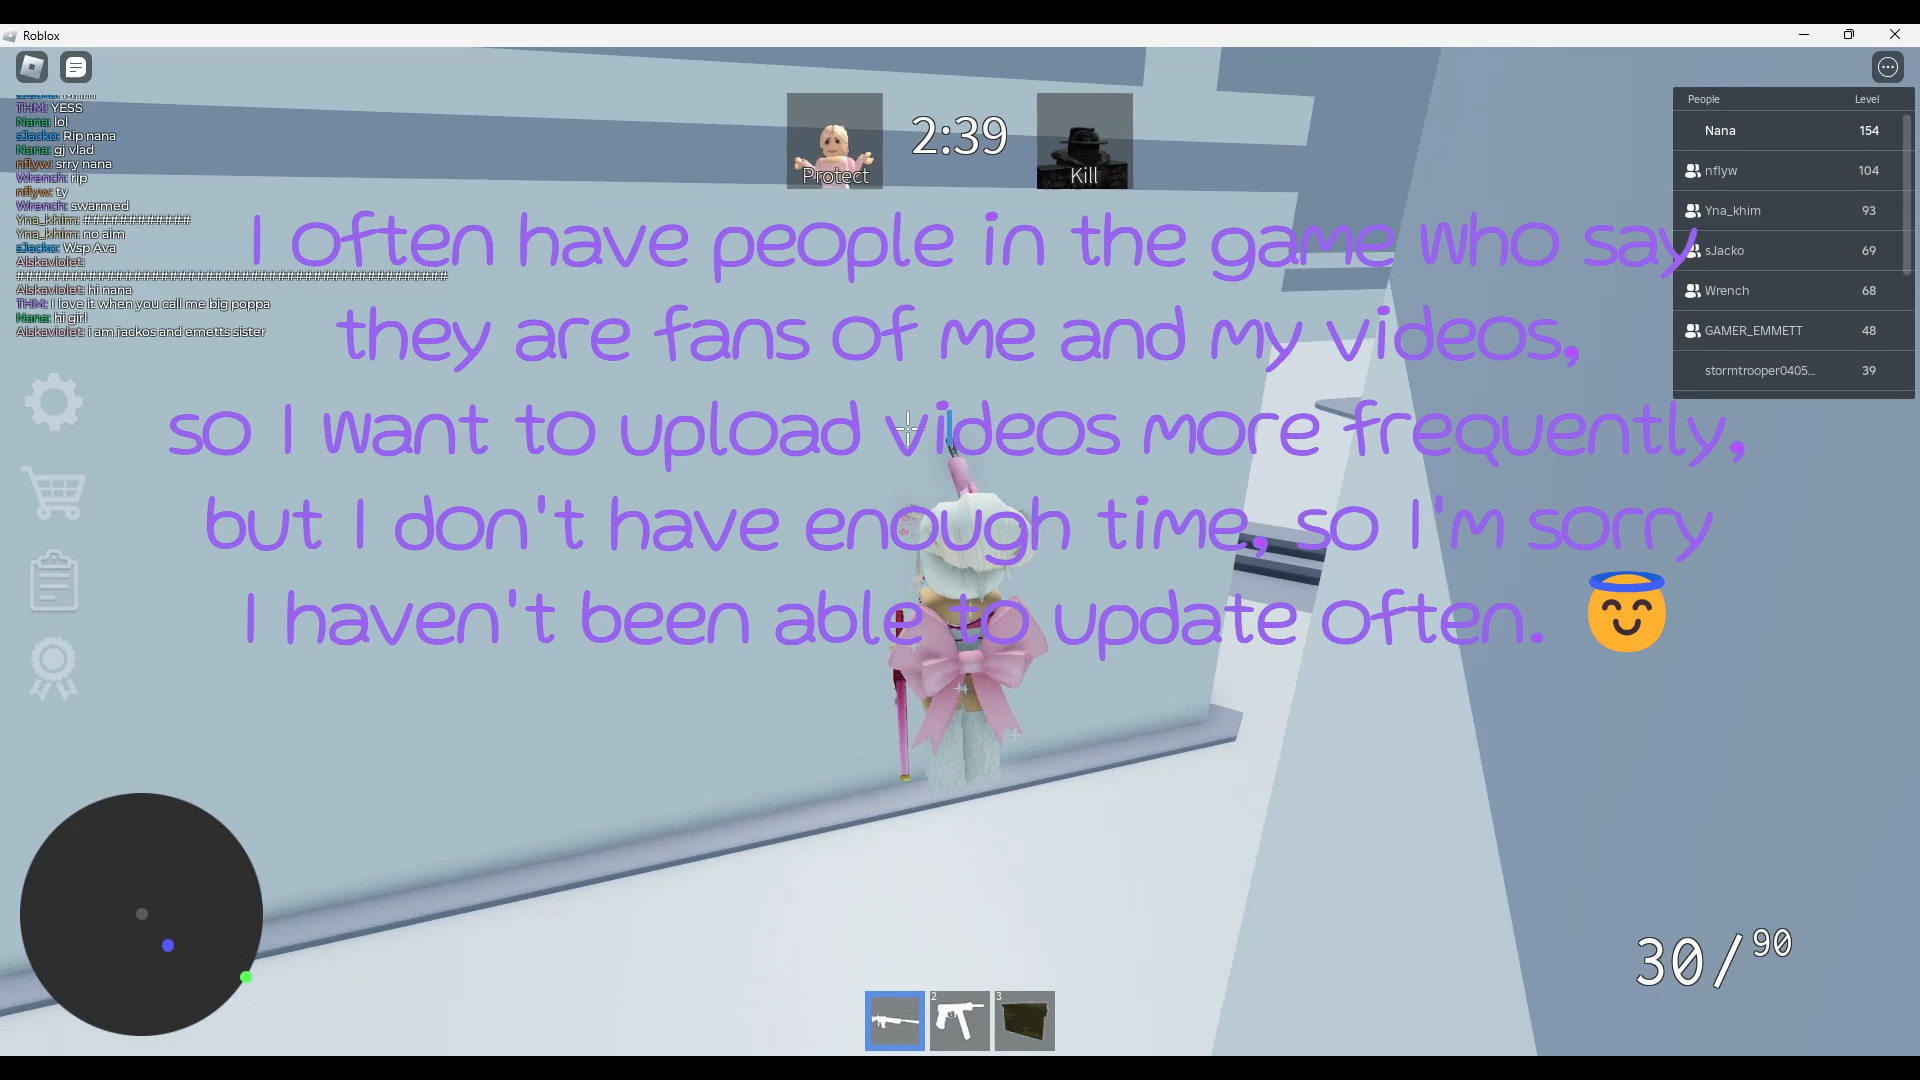 Roblox
THM: YESS
Nana: lol
sJacko: Rip nana
Nana: gj vlad
nflyw: srry nana
Wrench: rip
nflyw: ty
Wrench: swarmed
Yna_khim: ############
Yna_khim: no aim
sJacko: Wsp Ava
Alskaviolet:
Alskaviolet: hi nana
THM: I love it when you call me big poppa
Nana: hi girl
Alskaviolet: i am jackos and emetts sister
Protect
2:39
Kill
People Level
Nana 154
nflyw 104
Yna_khim 93
sJacko 69
Wrench 68
GAMER_EMMETT 48
stormtrooper0405... 39
I often have people in the game who say
they are fans of me and my videos,
so I want to upload videos more frequently,
but I don't have enough time, so I'm sorry
I haven't been able to update often. 😇
30/90
2
3